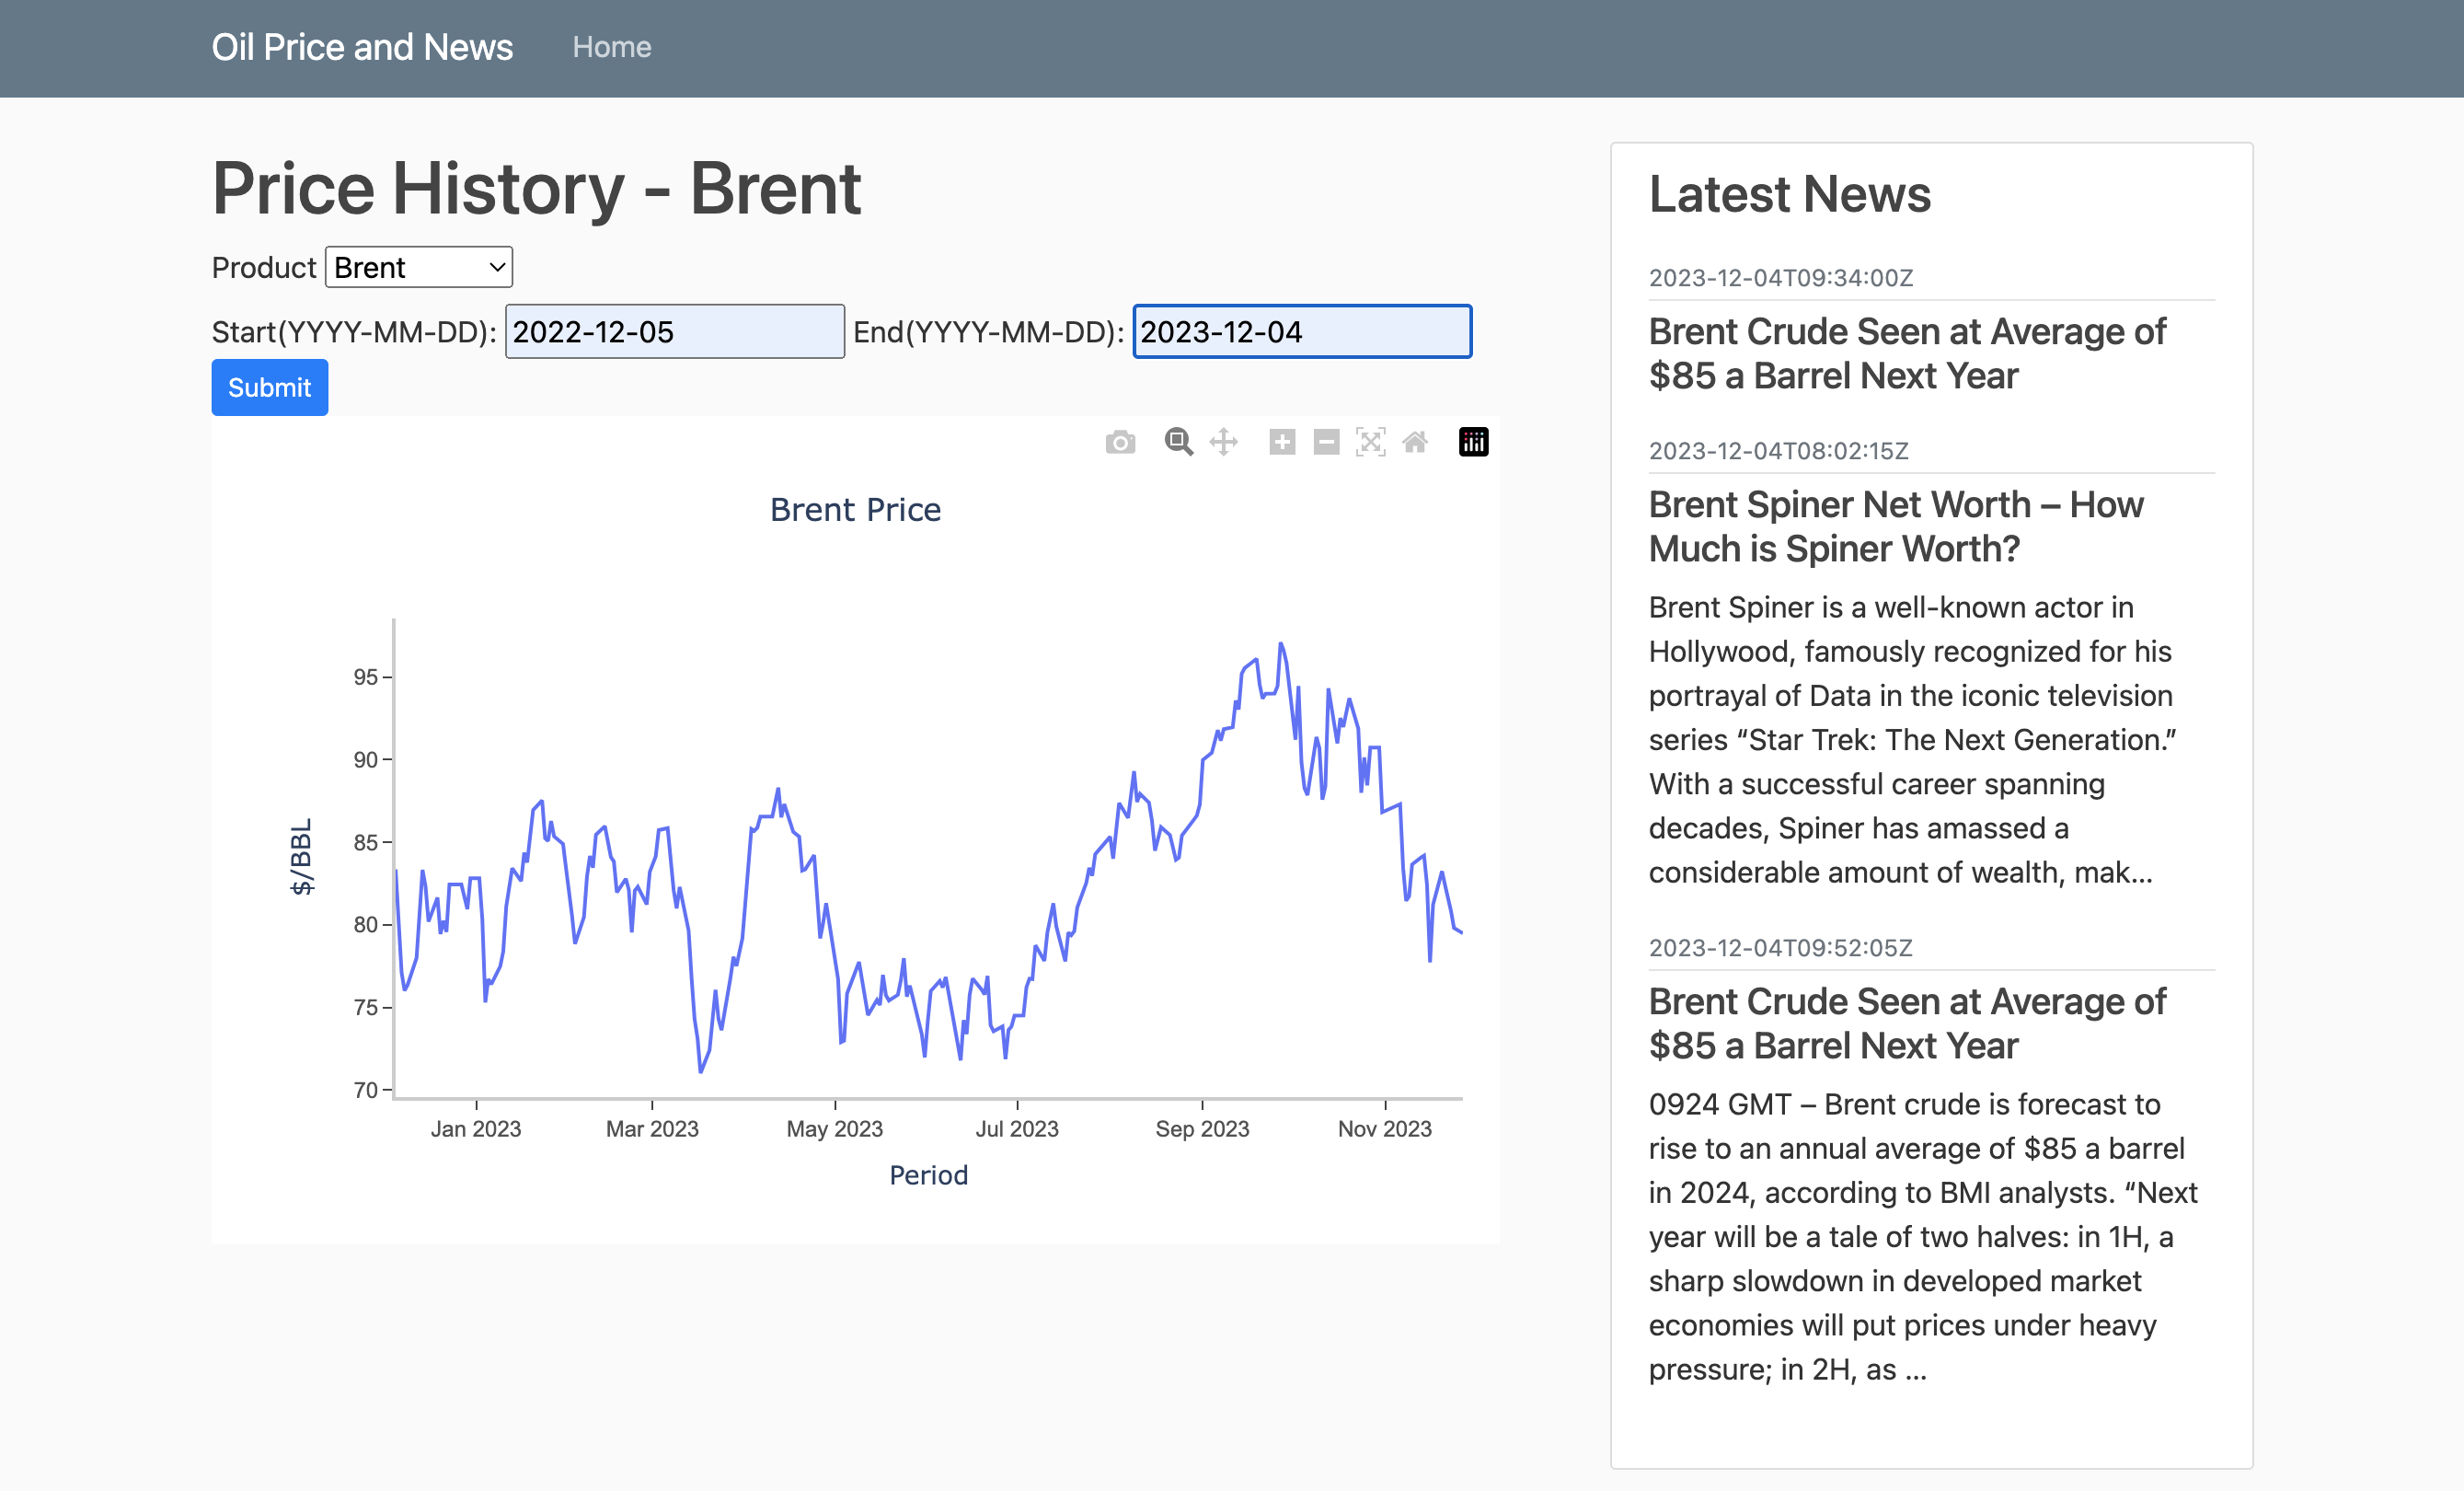 Oil Price and News Home
Price History - Brent
Product Brent
Start(YYYY-MM-DD): 2022-12-05 End(YYYY-MM-DD): 2023-12-04
Submit
Brent Price
95
90
85
80
75
70
$/BBL
Jan 2023 Mar 2023 May 2023 Jul 2023 Sep 2023 Nov 2023
Period
Latest News
2023-12-04T09:34:00Z
Brent Crude Seen at Average of
$85 a Barrel Next Year
2023-12-04T08:02:15Z
Brent Spiner Net Worth – How
Much is Spiner Worth?
Brent Spiner is a well-known actor in
Hollywood, famously recognized for his
portrayal of Data in the iconic television
series “Star Trek: The Next Generation.”
With a successful career spanning
decades, Spiner has amassed a
considerable amount of wealth, mak...
2023-12-04T09:52:05Z
Brent Crude Seen at Average of
$85 a Barrel Next Year
0924 GMT – Brent crude is forecast to
rise to an annual average of $85 a barrel
in 2024, according to BMI analysts. “Next
year will be a tale of two halves: in 1H, a
sharp slowdown in developed market
economies will put prices under heavy
pressure; in 2H, as ...